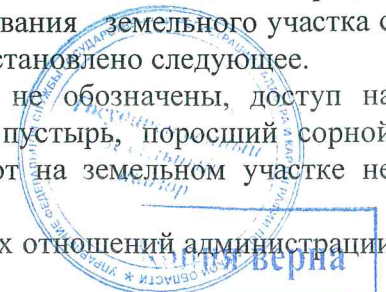 вания земельного участка с
становлено следующее.
не обозначены, доступ на
пустырь, поросший сорной
от на земельном участке не
х отношений администрации
Копия верна